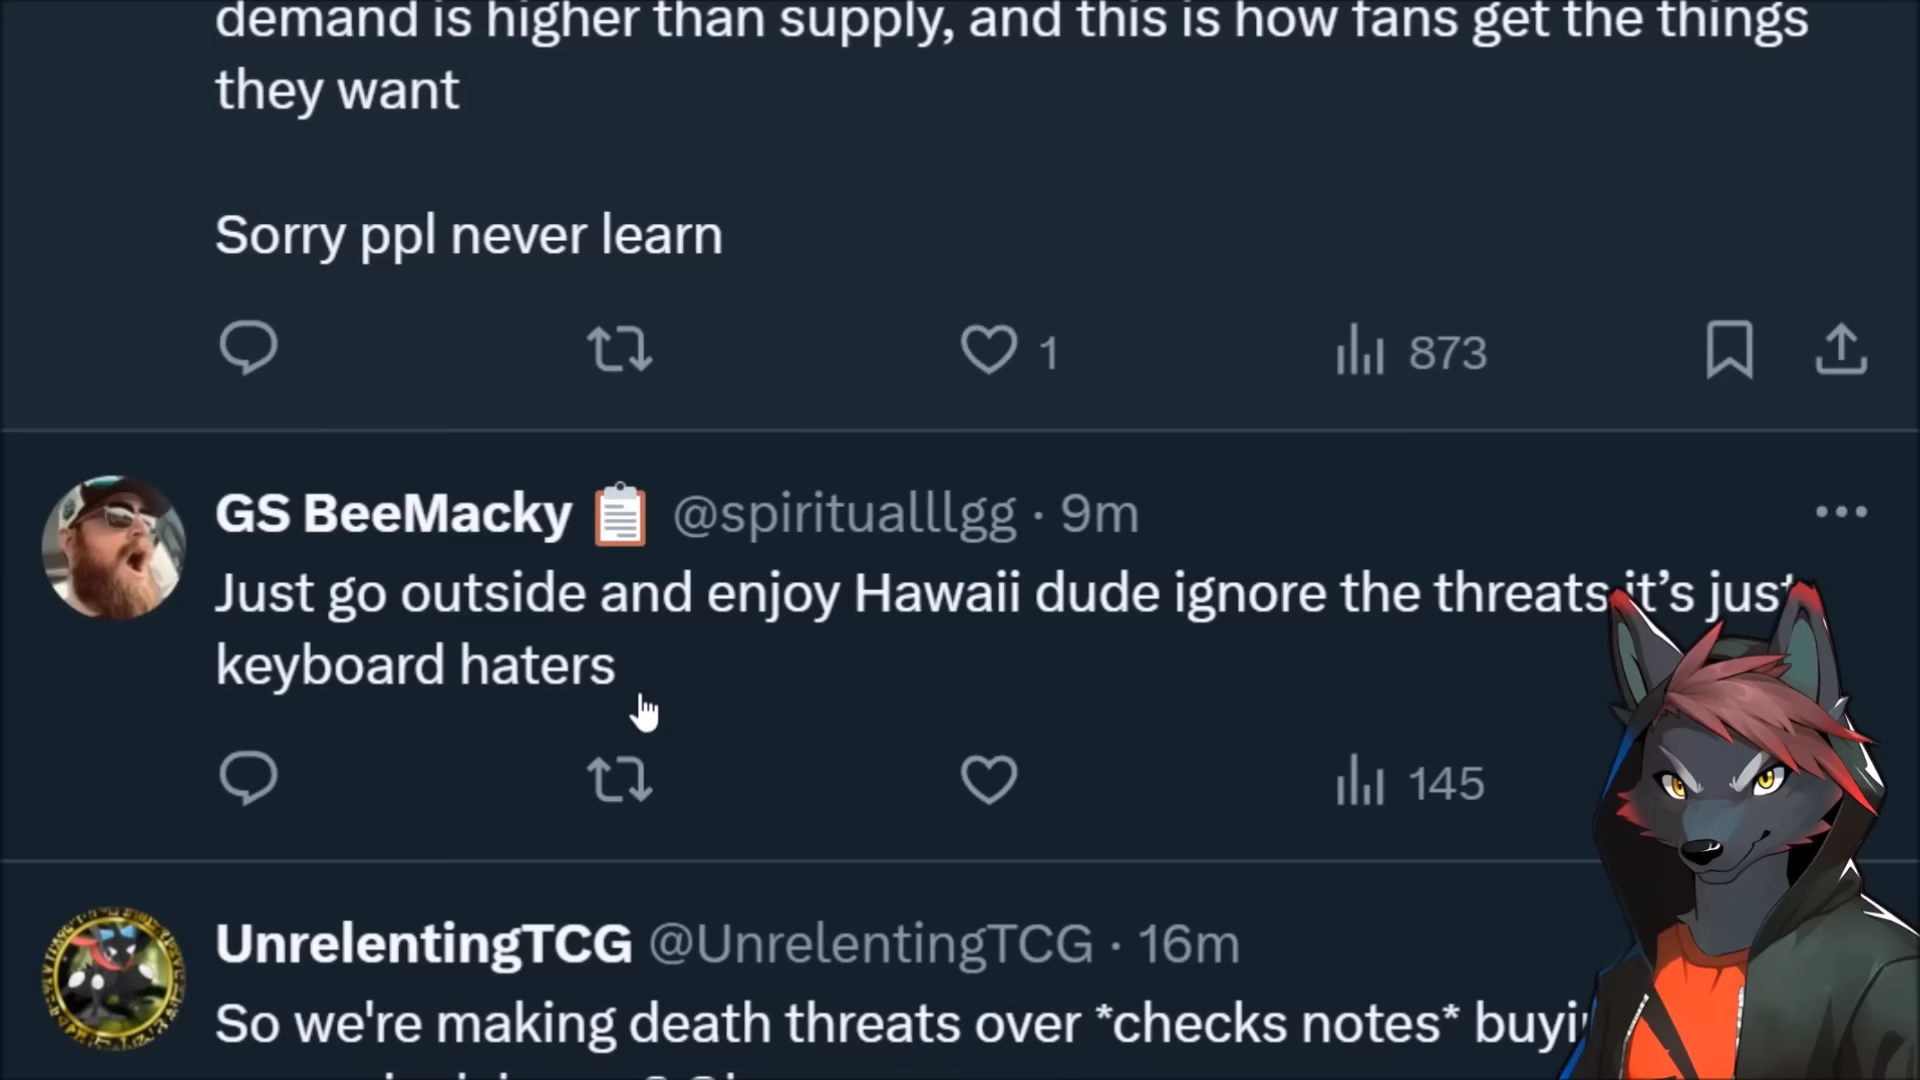 demand is higher than supply, and this is how fans get the things
they want
Sorry ppl never learn
1
873
GS BeeMacky 📋 @spiritualllgg · 9m
Just go outside and enjoy Hawaii dude ignore the threats it’s just
keyboard haters
145
UnrelentingTCG @UnrelentingTCG · 16m
So we're making death threats over *checks notes*